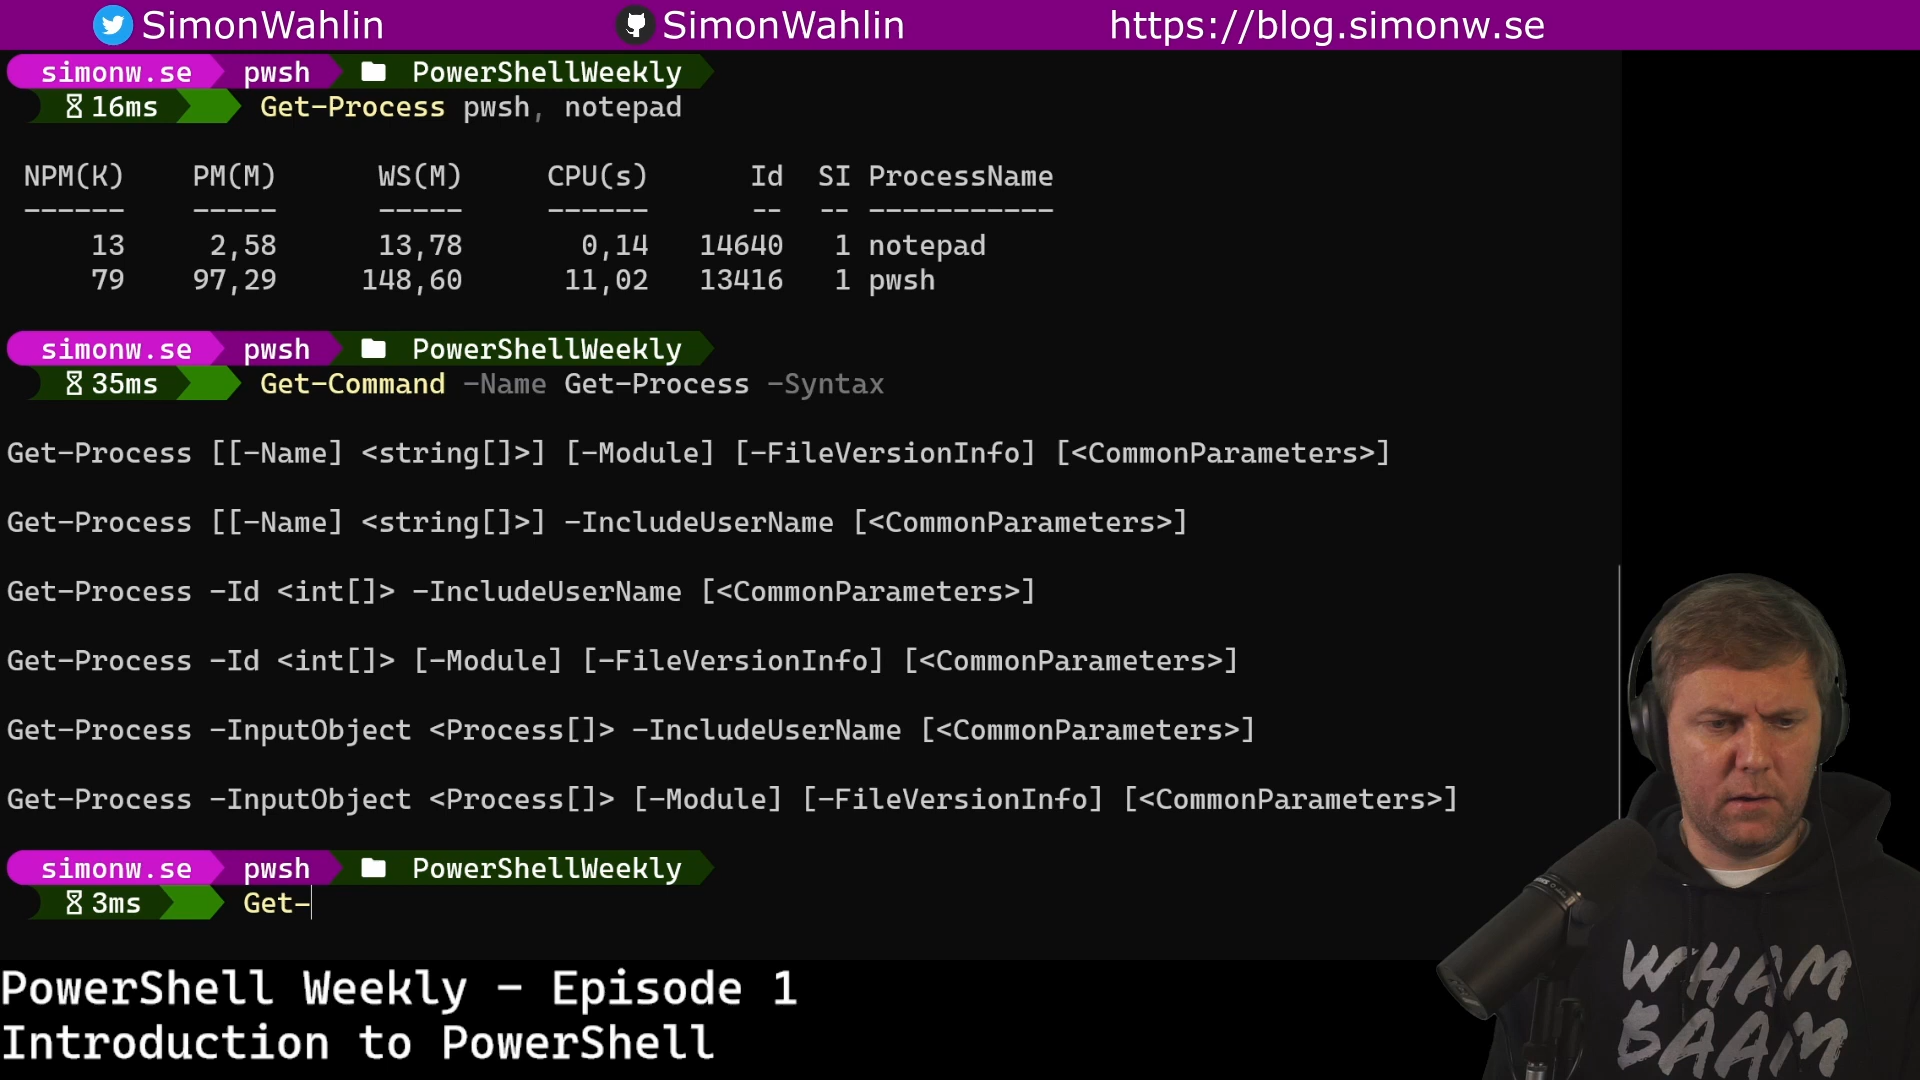 SimonWahlin SimonWahlin https://blog.simonw.se
simonw.se pwsh PowerShellWeekly
16ms Get-Process pwsh, notepad
NPM(K) PM(M) WS(M) CPU(s) Id SI ProcessName
------ ----- ----- ------ -- -- -----------
13 2,58 13,78 0,14 14640 1 notepad
79 97,29 148,60 11,02 13416 1 pwsh
simonw.se pwsh PowerShellWeekly
35ms Get-Command -Name Get-Process -Syntax
Get-Process [[-Name] <string[]>] [-Module] [-FileVersionInfo] [<CommonParameters>]
Get-Process [[-Name] <string[]>] -IncludeUserName [<CommonParameters>]
Get-Process -Id <int[]> -IncludeUserName [<CommonParameters>]
Get-Process -Id <int[]> [-Module] [-FileVersionInfo] [<CommonParameters>]
Get-Process -InputObject <Process[]> -IncludeUserName [<CommonParameters>]
Get-Process -InputObject <Process[]> [-Module] [-FileVersionInfo] [<CommonParameters>]
simonw.se pwsh PowerShellWeekly
3ms Get-
PowerShell Weekly - Episode 1
Introduction to PowerShell
WHAM
BAAM